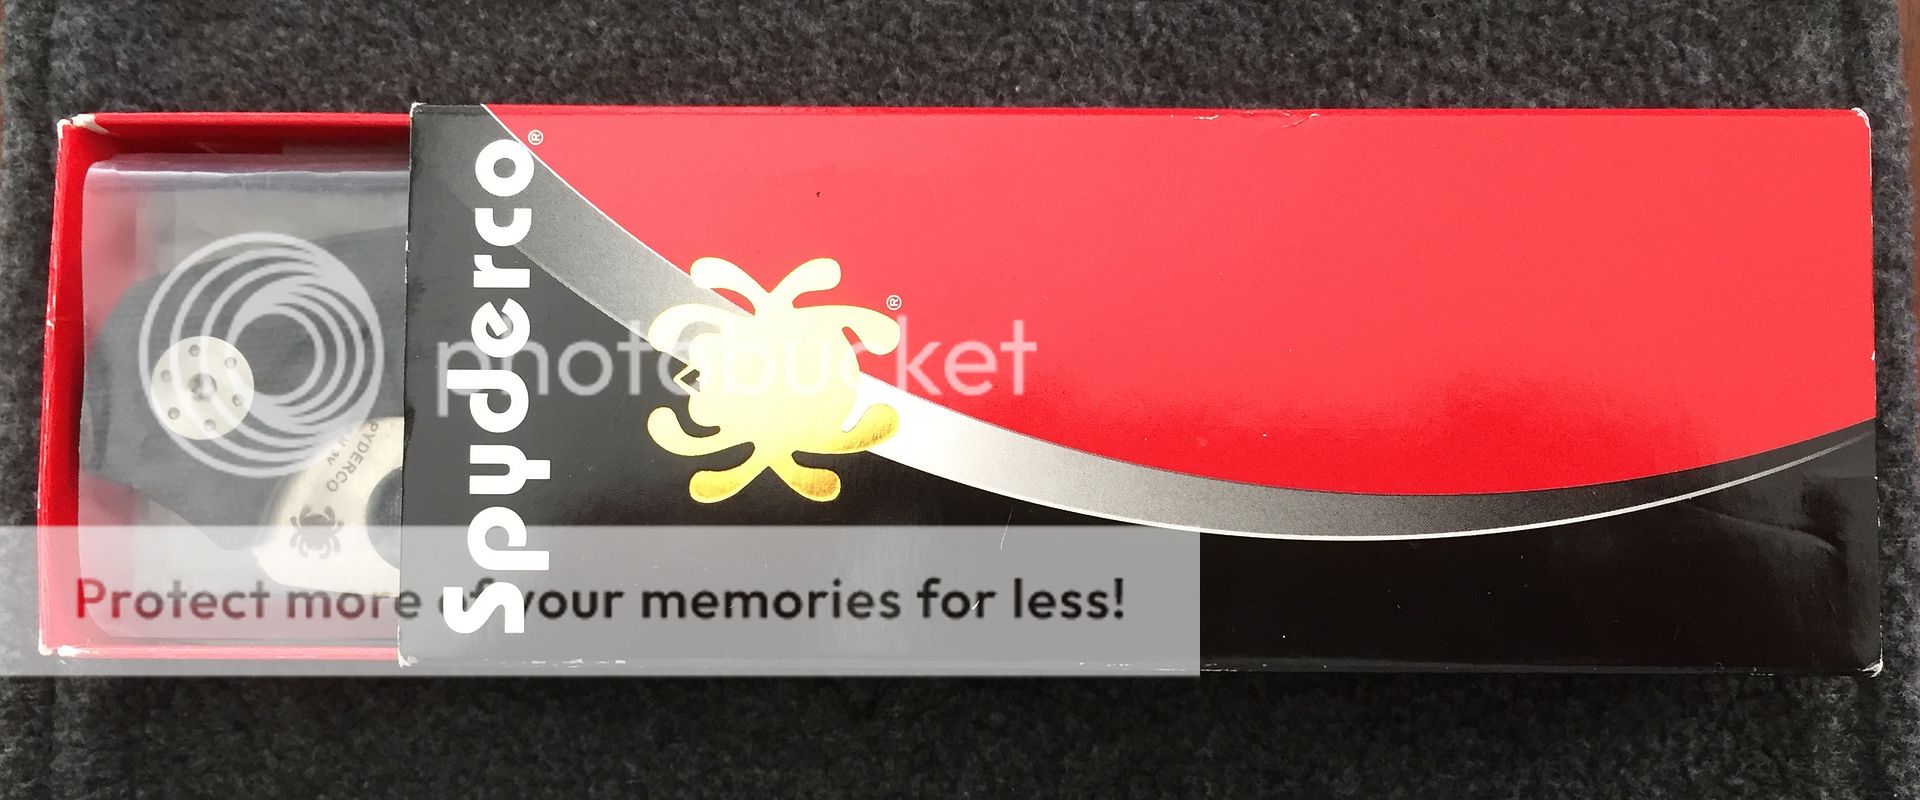 Spyderco®
®
photobucket
SPYDERCO
Protect more of your memories for less!